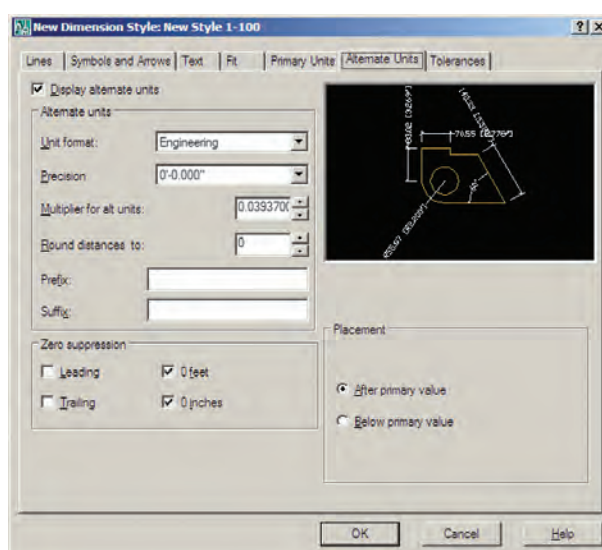 New Dimension Style: New Style 1-100
Lines Symbols and Arrows Text Fit Primary Units Alternate Units Tolerances
Display alternate units
Alternate units
Unit format: Engineering
Precision 0'-0.000"
Multiplier for alt units: 0.039370
Round distances to: 0
Prefix:
Suffix:
Zero suppression
Leading 0 feet
Trailing 0 inches
Placement
After primary value
Below primary value
OK Cancel Help